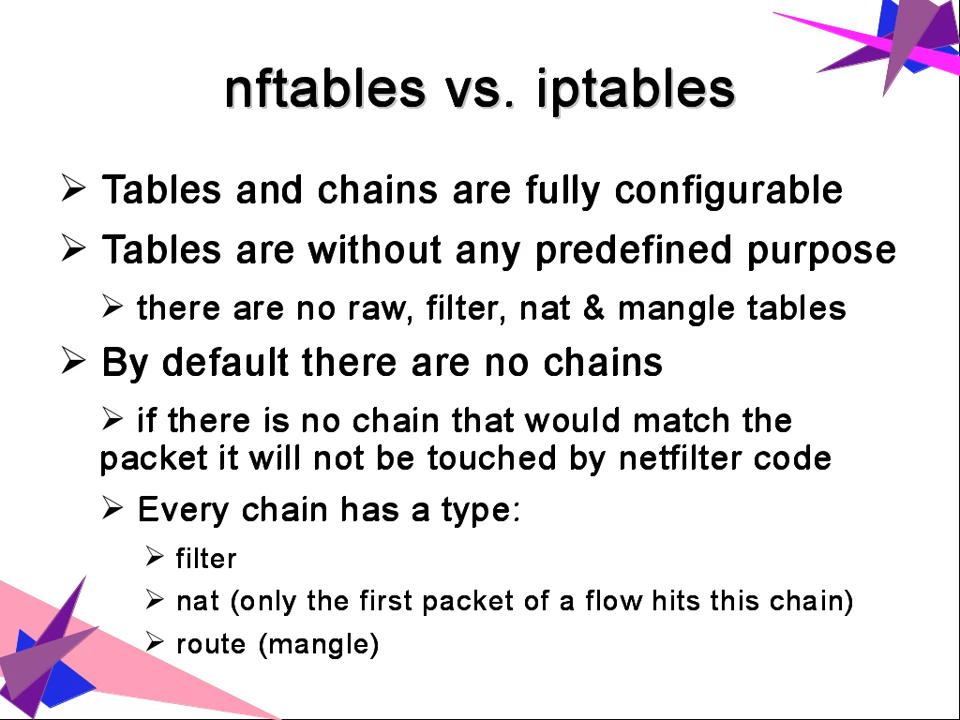 nftables vs. iptables
➢ Tables and chains are fully configurable
➢ Tables are without any predefined purpose
➢ there are no raw, filter, nat & mangle tables
➢ By default there are no chains
➢ if there is no chain that would match the
packet it will not be touched by netfilter code
➢ Every chain has a type:
➢ filter
➢ nat (only the first packet of a flow hits this chain)
➢ route (mangle)